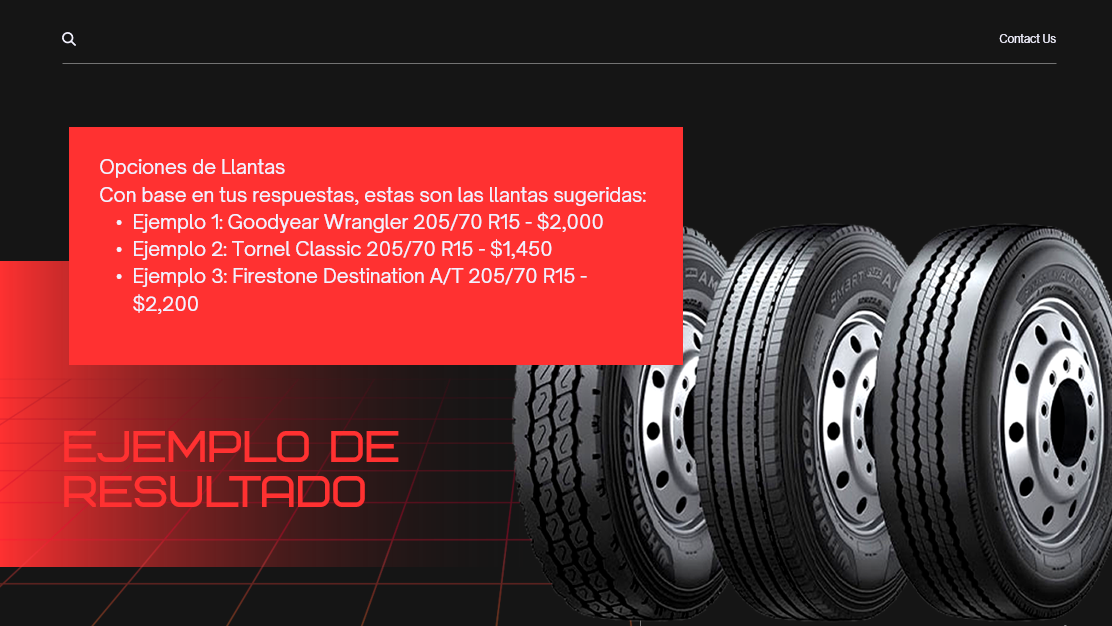 Contact Us
Opciones de Llantas
Con base en tus respuestas, estas son las llantas sugeridas:
• Ejemplo 1: Goodyear Wrangler 205/70 R15 - $2,000
• Ejemplo 2: Tornel Classic 205/70 R15 - $1,450
• Ejemplo 3: Firestone Destination A/T 205/70 R15 -
$2,200
EJEMPLO DE
RESULTADO
HANKOOK
HANKOOK